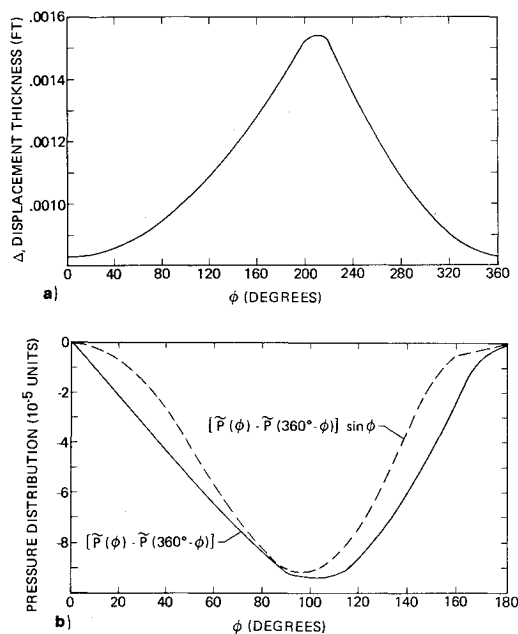 Δ, DISPLACEMENT THICKNESS (FT)
.0016
.0014
.0012
.0010
0 40 80 120 160 200 240 280 320 360
a)
φ (DEGREES)
PRESSURE DISTRIBUTION (10⁻⁵ UNITS)
0
-2
-4
-6
-8
[P̃(φ) - P̃(360°-φ)] sin φ
[P̃(φ) - P̃(360°-φ)]
0 20 40 60 80 100 120 140 160 180
b)
φ (DEGREES)